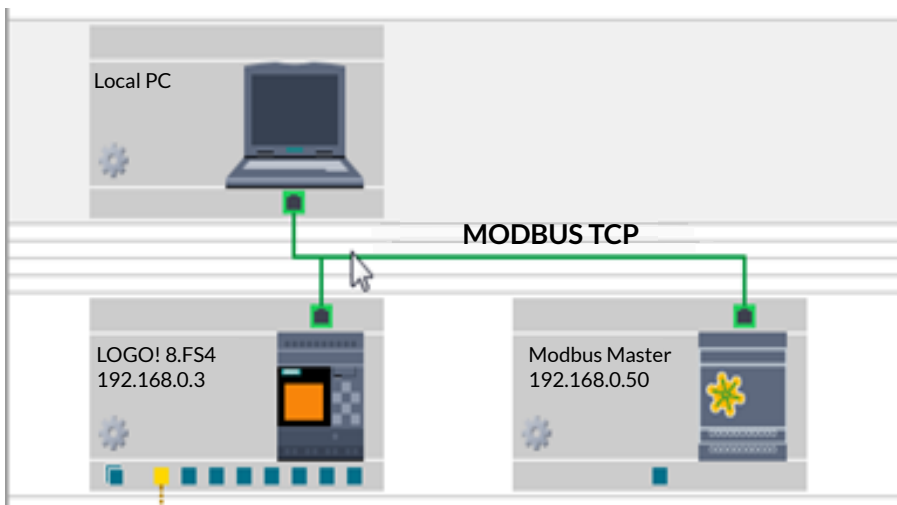 Local PC
MODBUS TCP
LOGO! 8.FS4
192.168.0.3
Modbus Master
192.168.0.50